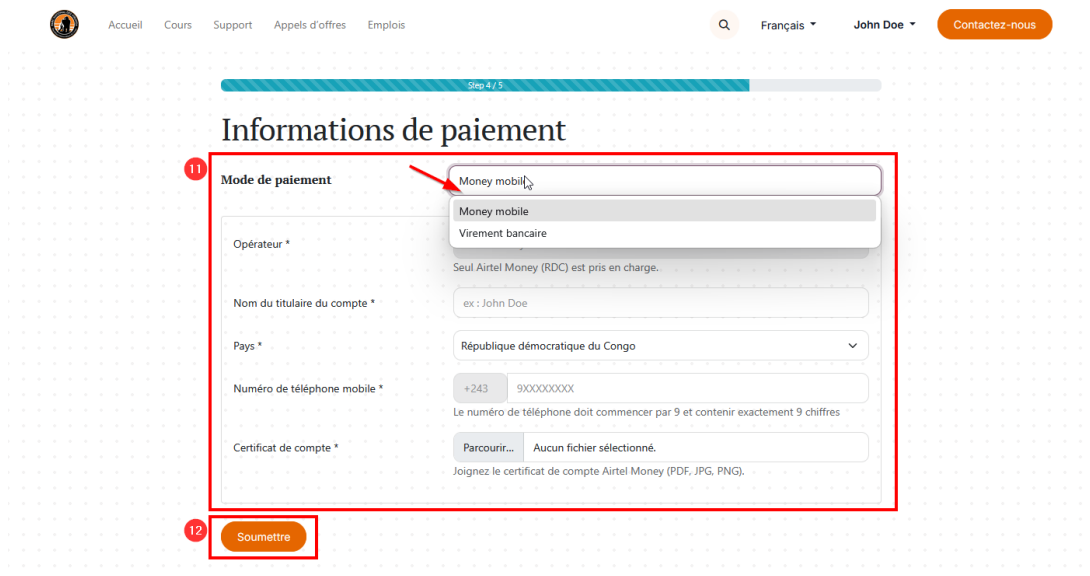 Accueil Cours Support Appels d'offres Emplois Français John Doe Contactez-nous
Step 4 / 5
Informations de paiement
11
Mode de paiement Money mobile
Money mobile
Virement bancaire
Opérateur *
Seul Airtel Money (RDC) est pris en charge.
Nom du titulaire du compte * ex : John Doe
Pays * République démocratique du Congo
Numéro de téléphone mobile * +243 9XXXXXXXX
Le numéro de téléphone doit commencer par 9 et contenir exactement 9 chiffres
Certificat de compte * Parcourir... Aucun fichier sélectionné.
Joignez le certificat de compte Airtel Money (PDF, JPG, PNG).
12
Soumettre